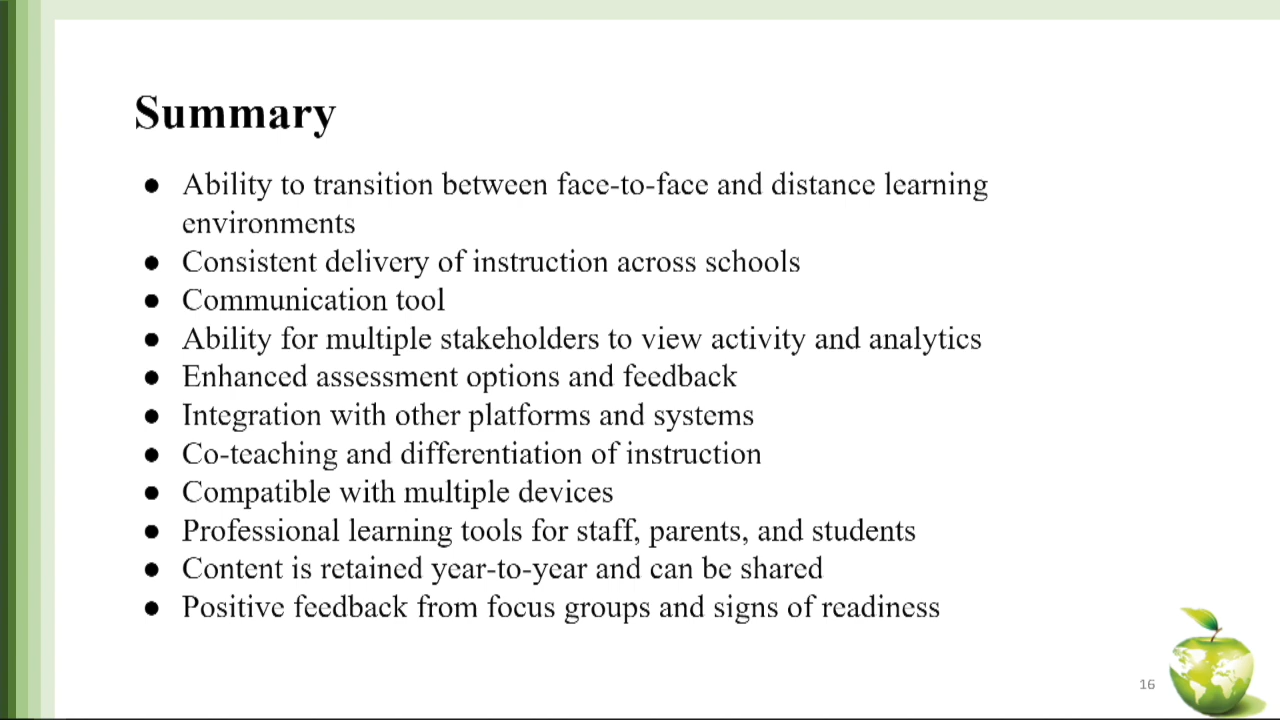 Summary
● Ability to transition between face-to-face and distance learning
environments
● Consistent delivery of instruction across schools
● Communication tool
● Ability for multiple stakeholders to view activity and analytics
● Enhanced assessment options and feedback
● Integration with other platforms and systems
● Co-teaching and differentiation of instruction
● Compatible with multiple devices
● Professional learning tools for staff, parents, and students
● Content is retained year-to-year and can be shared
● Positive feedback from focus groups and signs of readiness
16